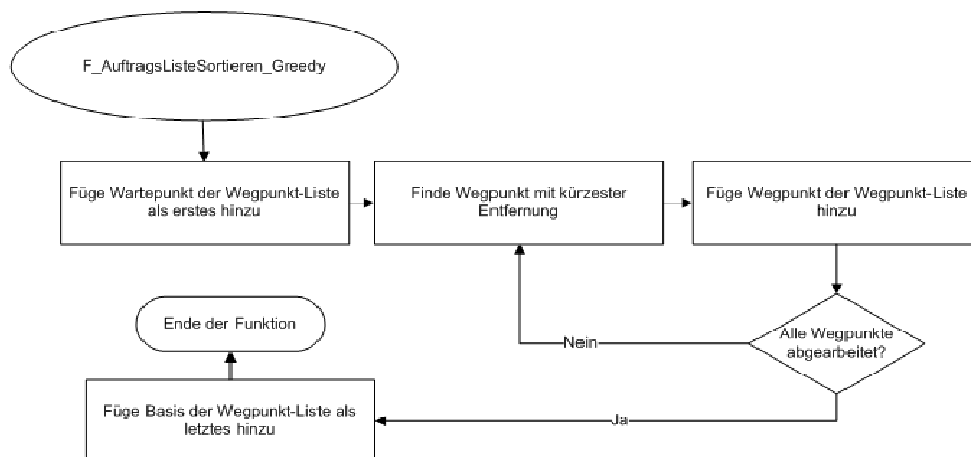 F_AuftragsListeSortieren_Greedy
Füge Wartepunkt der Wegpunkt-Liste
als erstes hinzu
Finde Wegpunkt mit kürzester
Entfernung
Füge Wegpunkt der Wegpunkt-Liste
hinzu
Alle Wegpunkte
abgearbeitet?
Nein
Ja
Füge Basis der Wegpunkt-Liste als
letztes hinzu
Ende der Funktion